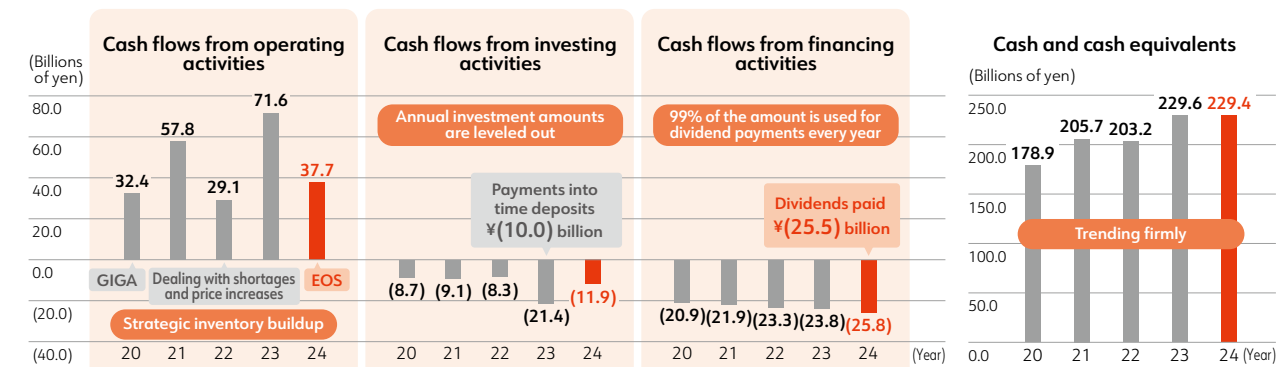 Cash flows from operating
activities
(Billions
of yen)
80.0
60.0
40.0
20.0
0.0
(20.0)
(40.0)
32.4
57.8
29.1
71.6
37.7
GIGA
Dealing with shortages
and price increases
EOS
Strategic inventory buildup
20 21 22 23 24
Cash flows from investing
activities
Annual investment amounts
are leveled out
Payments into
time deposits
¥(10.0) billion
(8.7) (9.1) (8.3)
(21.4)
(11.9)
20 21 22 23 24
Cash flows from financing
activities
99% of the amount is used for
dividend payments every year
Dividends paid
¥(25.5) billion
(20.9)(21.9)(23.3)(23.8)(25.8)
20 21 22 23 24 (Year)
Cash and cash equivalents
(Billions of yen)
250.0
200.0
150.0
100.0
50.0
0.0
178.9
205.7
203.2
229.6
229.4
Trending firmly
20 21 22 23 24 (Year)